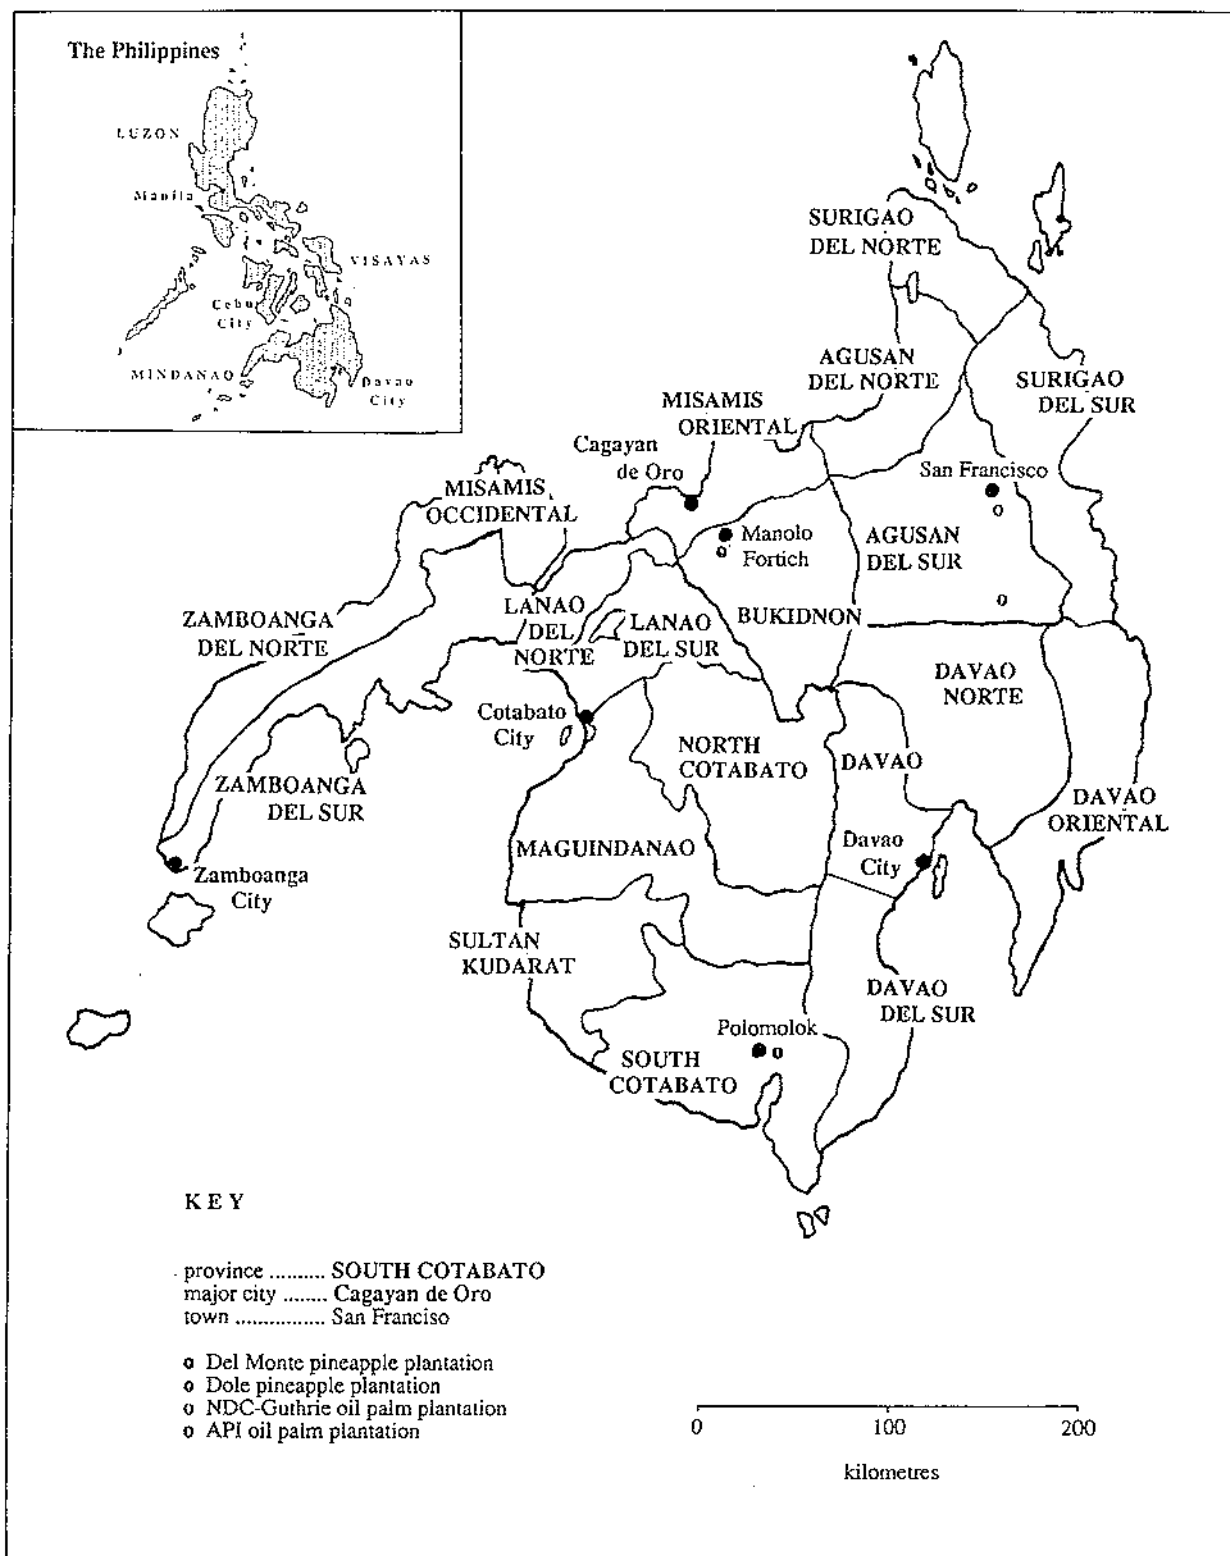 The Philippines
LUZON
Manila
VISAYAS
Cebu
City
MINDANAO
Davao
City
SURIGAO
DEL NORTE
AGUSAN
DEL NORTE
SURIGAO
DEL SUR
MISAMIS
ORIENTAL
Cagayan
de Oro
San Francisco
MISAMIS
OCCIDENTAL
Manolo
Fortich
AGUSAN
DEL SUR
ZAMBOANGA
DEL NORTE
LANAO
DEL
NORTE
LANAO
DEL SUR
BUKIDNON
DAVAO
NORTE
Cotabato
City
NORTH
COTABATO
DAVAO
ZAMBOANGA
DEL SUR
DAVAO
ORIENTAL
MAGUINDANAO
Davao
City
Zamboanga
City
SULTAN
KUDARAT
DAVAO
DEL SUR
Polomolok
SOUTH
COTABATO
KEY
province .......... SOUTH COTABATO
major city ........ Cagayan de Oro
town ................ San Franciso
o Del Monte pineapple plantation
o Dole pineapple plantation
o NDC-Guthrie oil palm plantation
o API oil palm plantation
0 100 200
kilometres